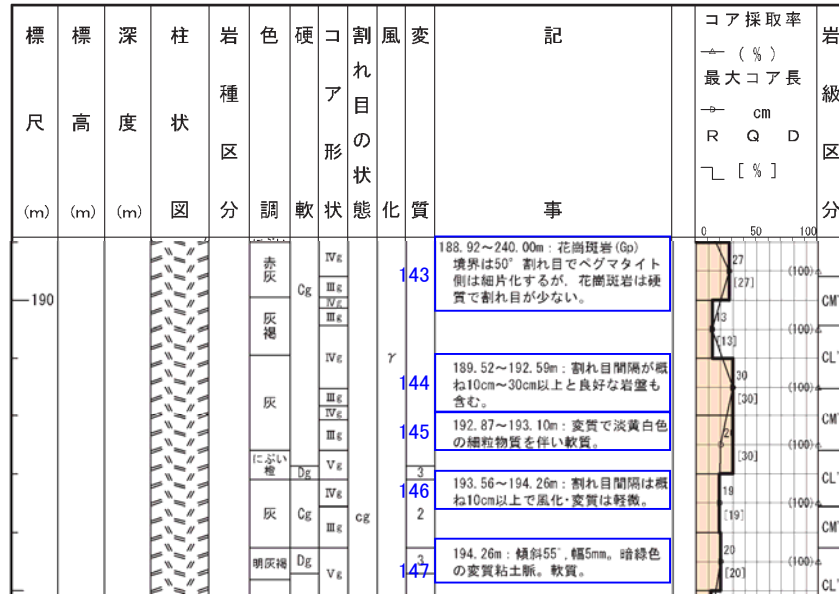 標尺(m)
標高(m)
深度(m)
柱状図
岩種区分
色調
硬軟
コア形状
割れ目の状態
風化
変質
記事
コア採取率
(%)
最大コア長
cm
R Q D
[%]
岩級区分
0 50 100
190
赤灰
灰褐
灰
にぶい橙
灰
明灰褐
Cg
Dg
Cg
Dg
Ⅳg
Ⅲg
Ⅳg
Ⅲg
Ⅳg
Ⅲg
Ⅳg
Ⅲg
Ⅴg
Ⅳg
Ⅲg
Ⅴg
cg
γ
3
2
3
143
188.92~240.00m:花崗斑岩(Gp)
境界は50°割れ目でペグマタイト
側は細片化するが、花崗斑岩は硬
質で割れ目が少ない。
144
189.52~192.59m:割れ目間隔が概
ね10cm~30cm以上と良好な岩盤も
含む。
145
192.87~193.10m:変質で淡黄白色
の細粒物質を伴い軟質。
146
193.56~194.26m:割れ目間隔は概
ね10cm以上で風化・変質は軽微。
147
194.26m:傾斜55°,幅5mm。暗緑色
の変質粘土脈。軟質。
27
(100)
[27]
13
(100)
[13]
30
(100)
[30]
(100)
[30]
19
(100)
[19]
20
(100)
[20]
CM
CL
CM
CL
CM
CL